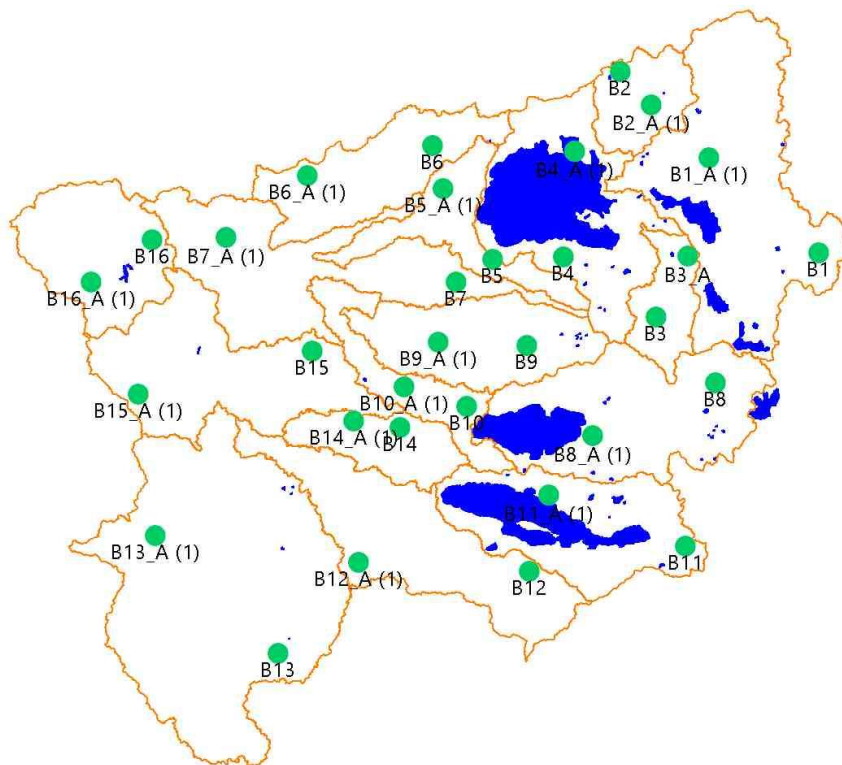 B2
B2_A (1)
B6
B4_A (1)
B1_A (1)
B6_A (1)
B5_A (1)
B16
B7_A (1)
B5
B4
B3_A
B1
B16_A (1)
B7
B3
B9_A (1)
B9
B15
B15_A (1)
B10_A (1)
B10
B8
B14_A (1)
B14
B8_A (1)
B11_A (1)
B13_A (1)
B12_A (1)
B12
B11
B13